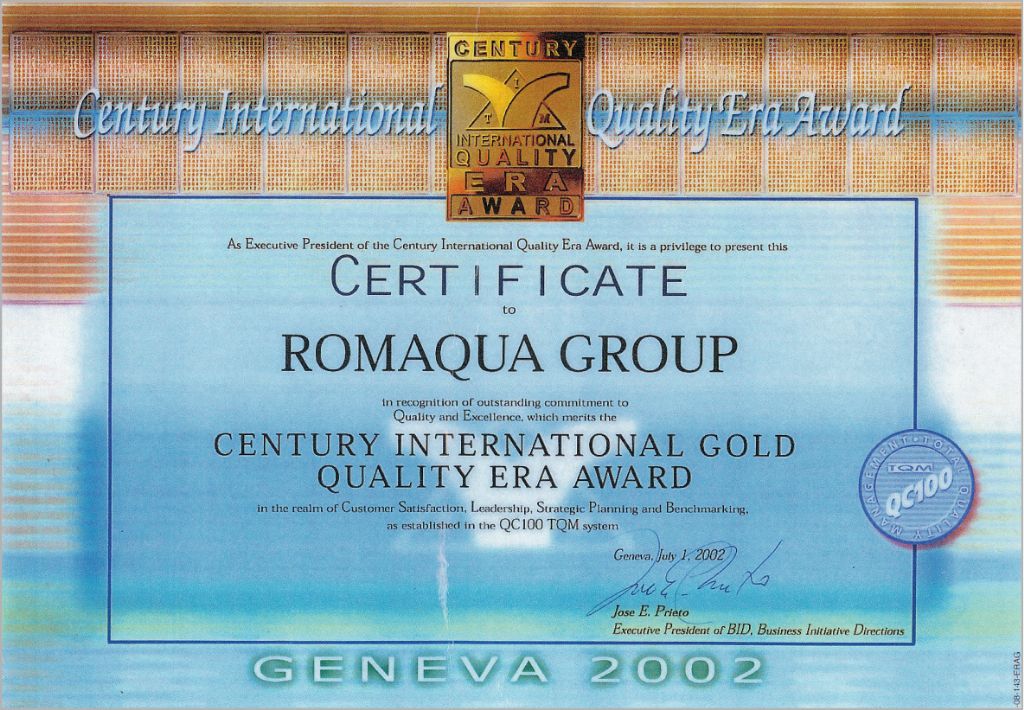 Century International Quality Era Award
CENTURY
T I M
INTERNATIONAL
QUALITY
ERA
AWARD
As Executive President of the Century International Quality Era Award, it is a privilege to present this
CERTIFICATE
to
ROMAQUA GROUP
in recognition of outstanding commitment to
Quality and Excellence, which merits the
CENTURY INTERNATIONAL GOLD
QUALITY ERA AWARD
in the realm of Customer Satisfaction, Leadership, Strategic Planning and Benchmarking,
as established in the QC100 TQM system
MANAGEMENT · TOTAL QUALITY
TQM
QC100
Geneva, July 1, 2002
Jose E. Prieto
Executive President of BID, Business Initiative Directions
GENEVA 2002
08-143-ERAG